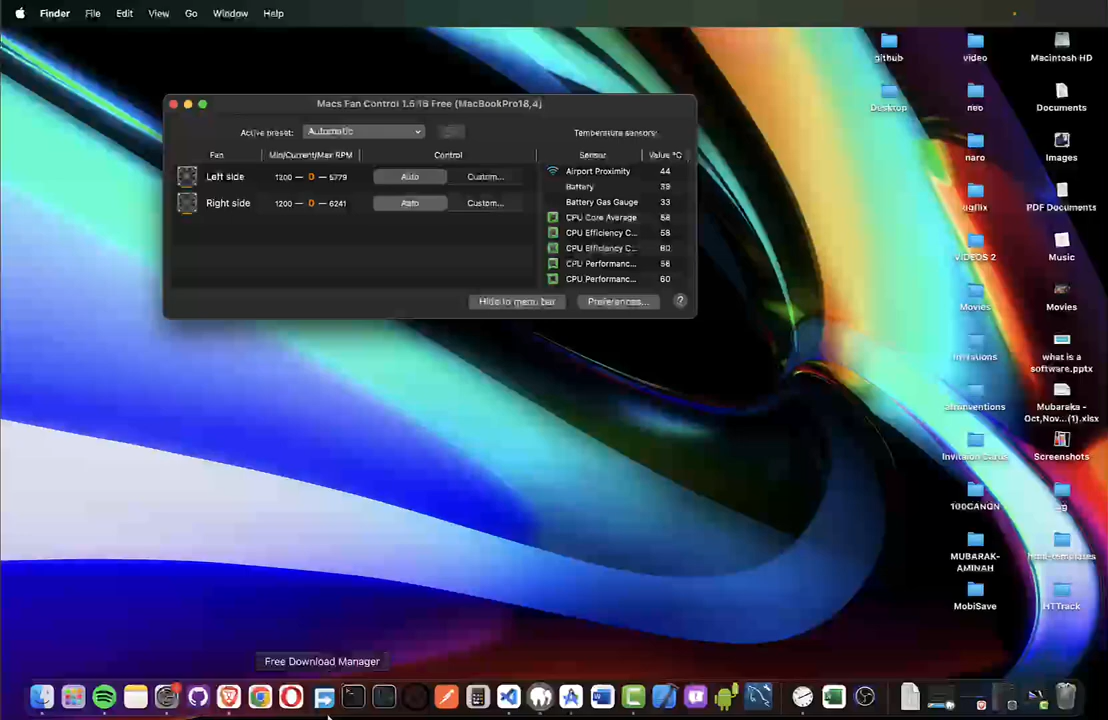 Finder File Edit View Go Window Help
Macs Fan Control 1.5.16 Free (MacBookPro18,4)
Active preset: Automatic
Temperature sensors:
Fan Min/Current/Max RPM Control
Sensor Value °C
Left side 1200 — 0 — 5779 Auto Custom...
Right side 1200 — 0 — 6241 Auto Custom...
Airport Proximity 44
Battery 39
Battery Gas Gauge 33
CPU Core Average 58
CPU Efficiency C... 58
CPU Efficiency C... 60
CPU Performanc... 56
CPU Performanc... 60
Hide to menu bar Preferences... ?
github video Macintosh HD
Desktop neo Documents
naro Images
PDF Documents
VIDEOS 2 Music
Movies Movies
what is a
software.pptx
Mubaraka -
Oct,Nov...(1).xlsx
Invitaion Cards Screenshots
100CANON
MUBARAK-
AMINAH
html-templates
MobiSave HTTrack
Free Download Manager